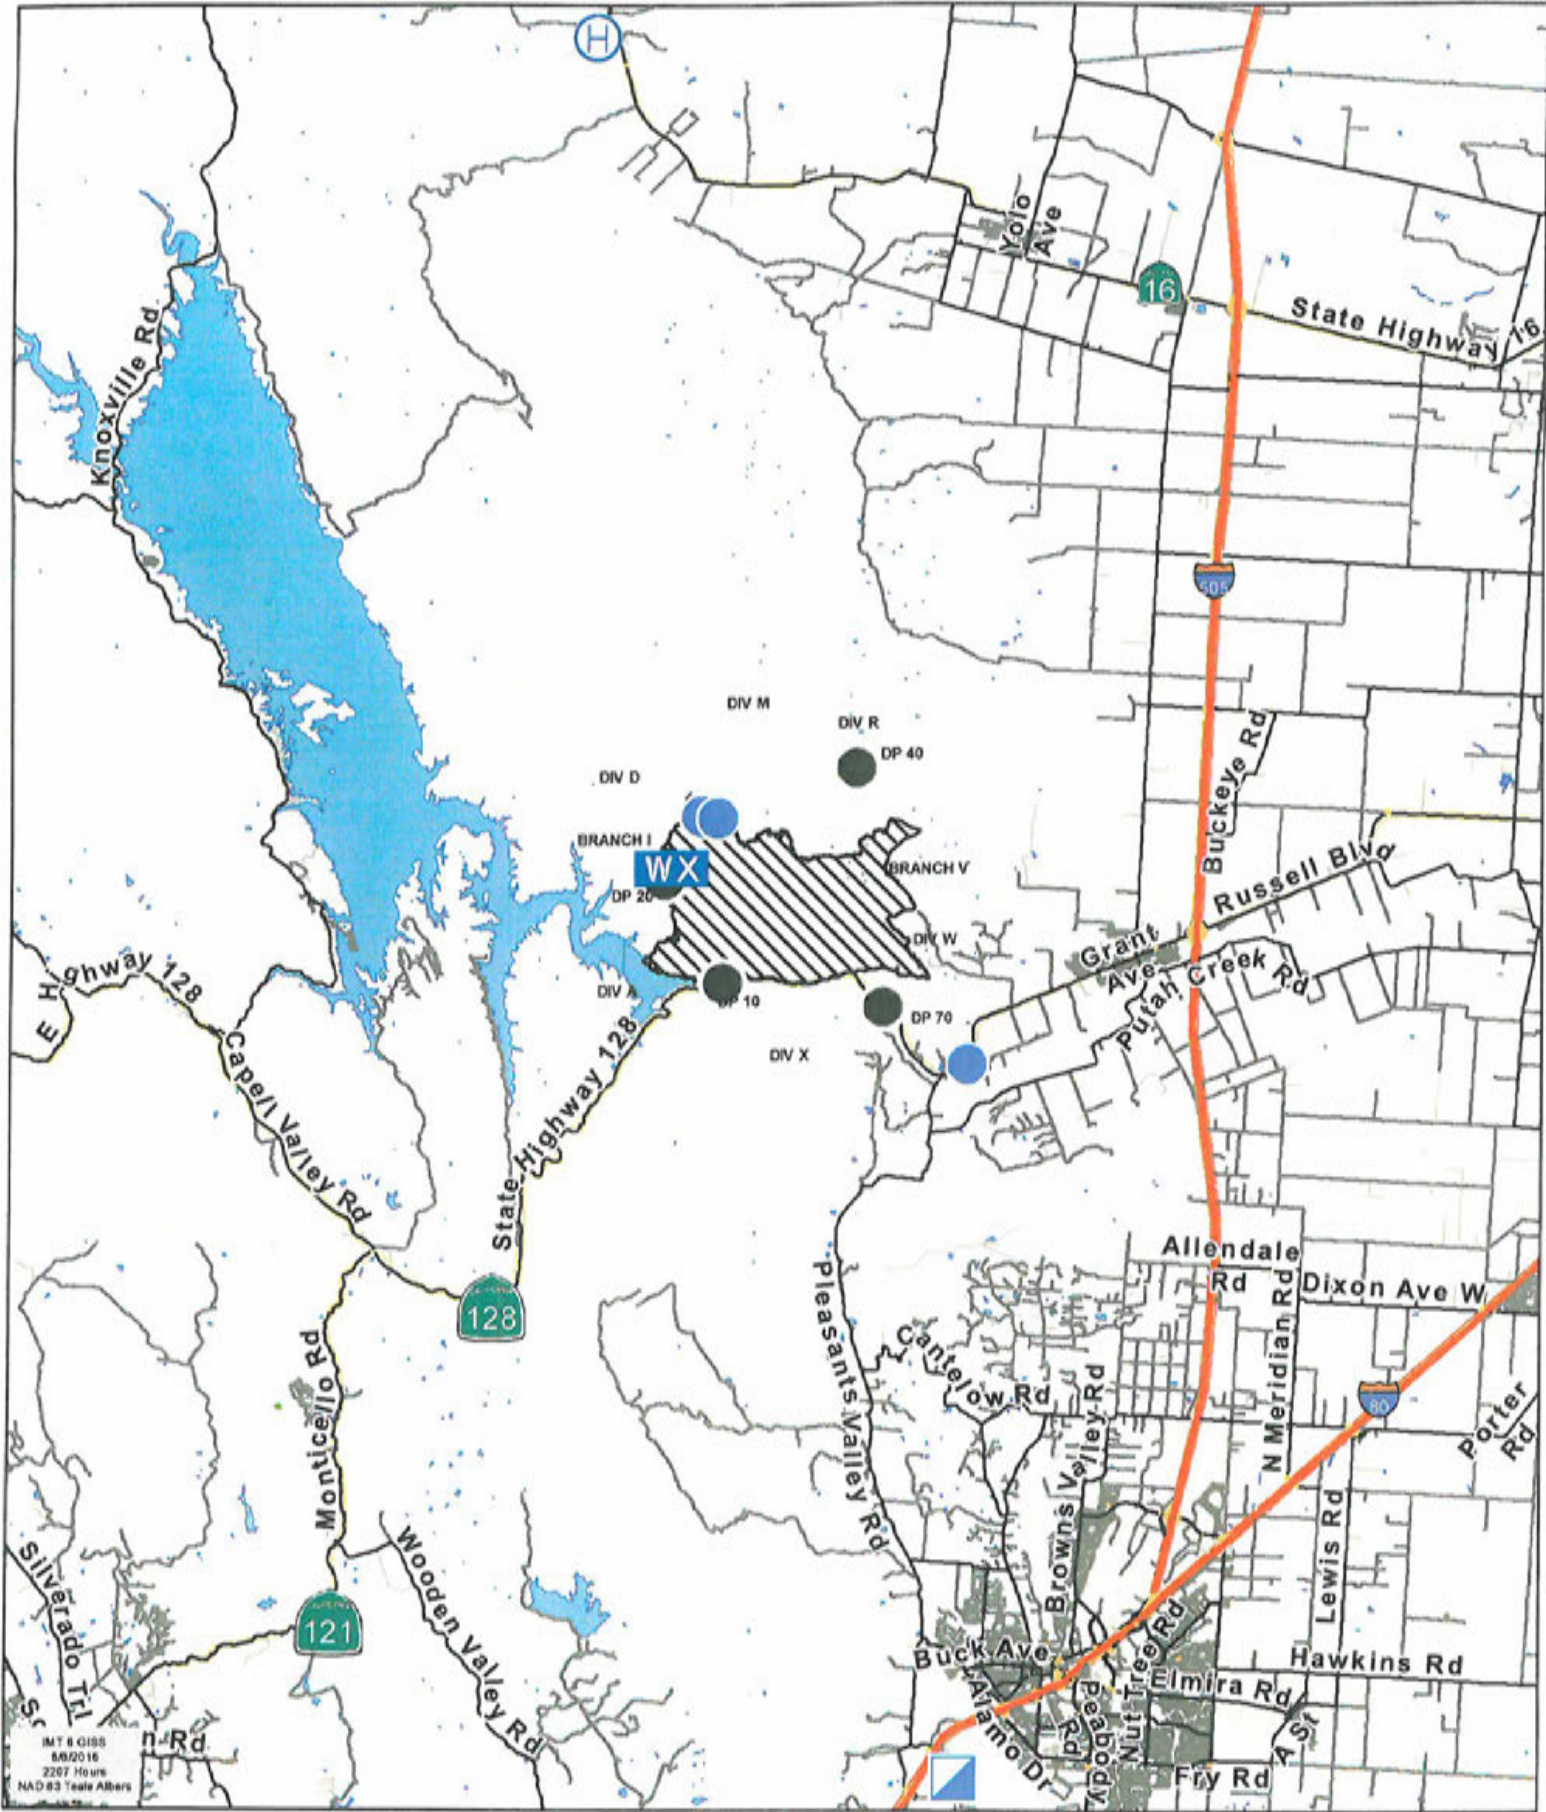 H
Yolo
Ave
16
State Highway 16
Knoxville Rd
505
DIV M
DIV R
DP 40
DIV D
Buckeye Rd
BRANCH I
WX
BRANCH V
Russell Blvd
DP 20
DIV W
Grant
Ave
Putah Creek Rd
E Highway 128
DIV A
DP 10
DP 70
DIV X
Capell Valley Rd
State Highway 128
128
Allendale
Rd
Dixon Ave W
N Meridian Rd
Pleasants Valley Rd
Cantelow Rd
80
Porter
Rd
Monticello Rd
Browns Valley Rd
Lewis Rd
Silverado Trl
Wooden Valley Rd
121
Buck Ave
Nut Tree Rd
Hawkins Rd
Elmira Rd
Alamo Dr
Peabody
Rd
A St
Fry Rd
n Rd
IMT 6 GISS
2207 Hours
NAD 83 Teale Albers